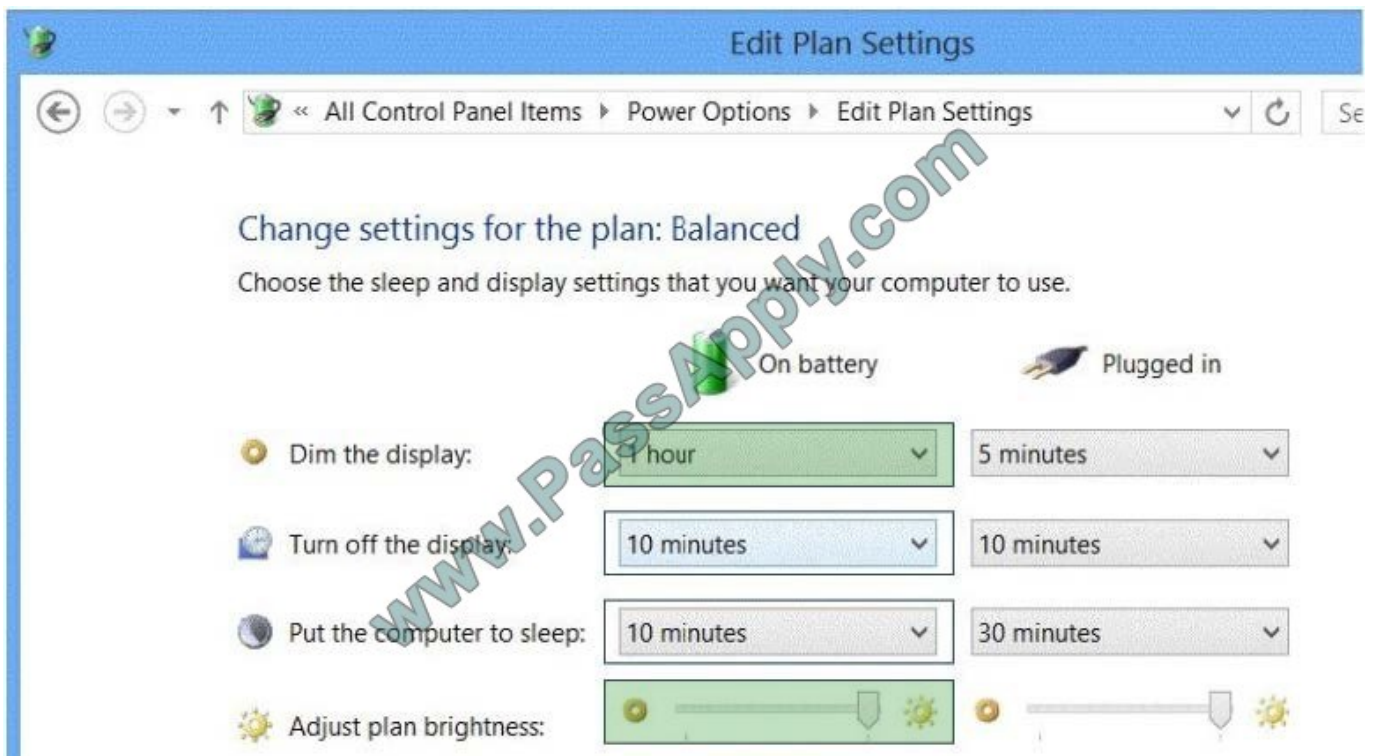 Edit Plan Settings
« All Control Panel Items ▸ Power Options ▸ Edit Plan Settings
Se
Change settings for the plan: Balanced
Choose the sleep and display settings that you want your computer to use.
On battery
Plugged in
Dim the display: 1 hour 5 minutes
Turn off the display: 10 minutes 10 minutes
Put the computer to sleep: 10 minutes 30 minutes
Adjust plan brightness:
www.PassApply.com